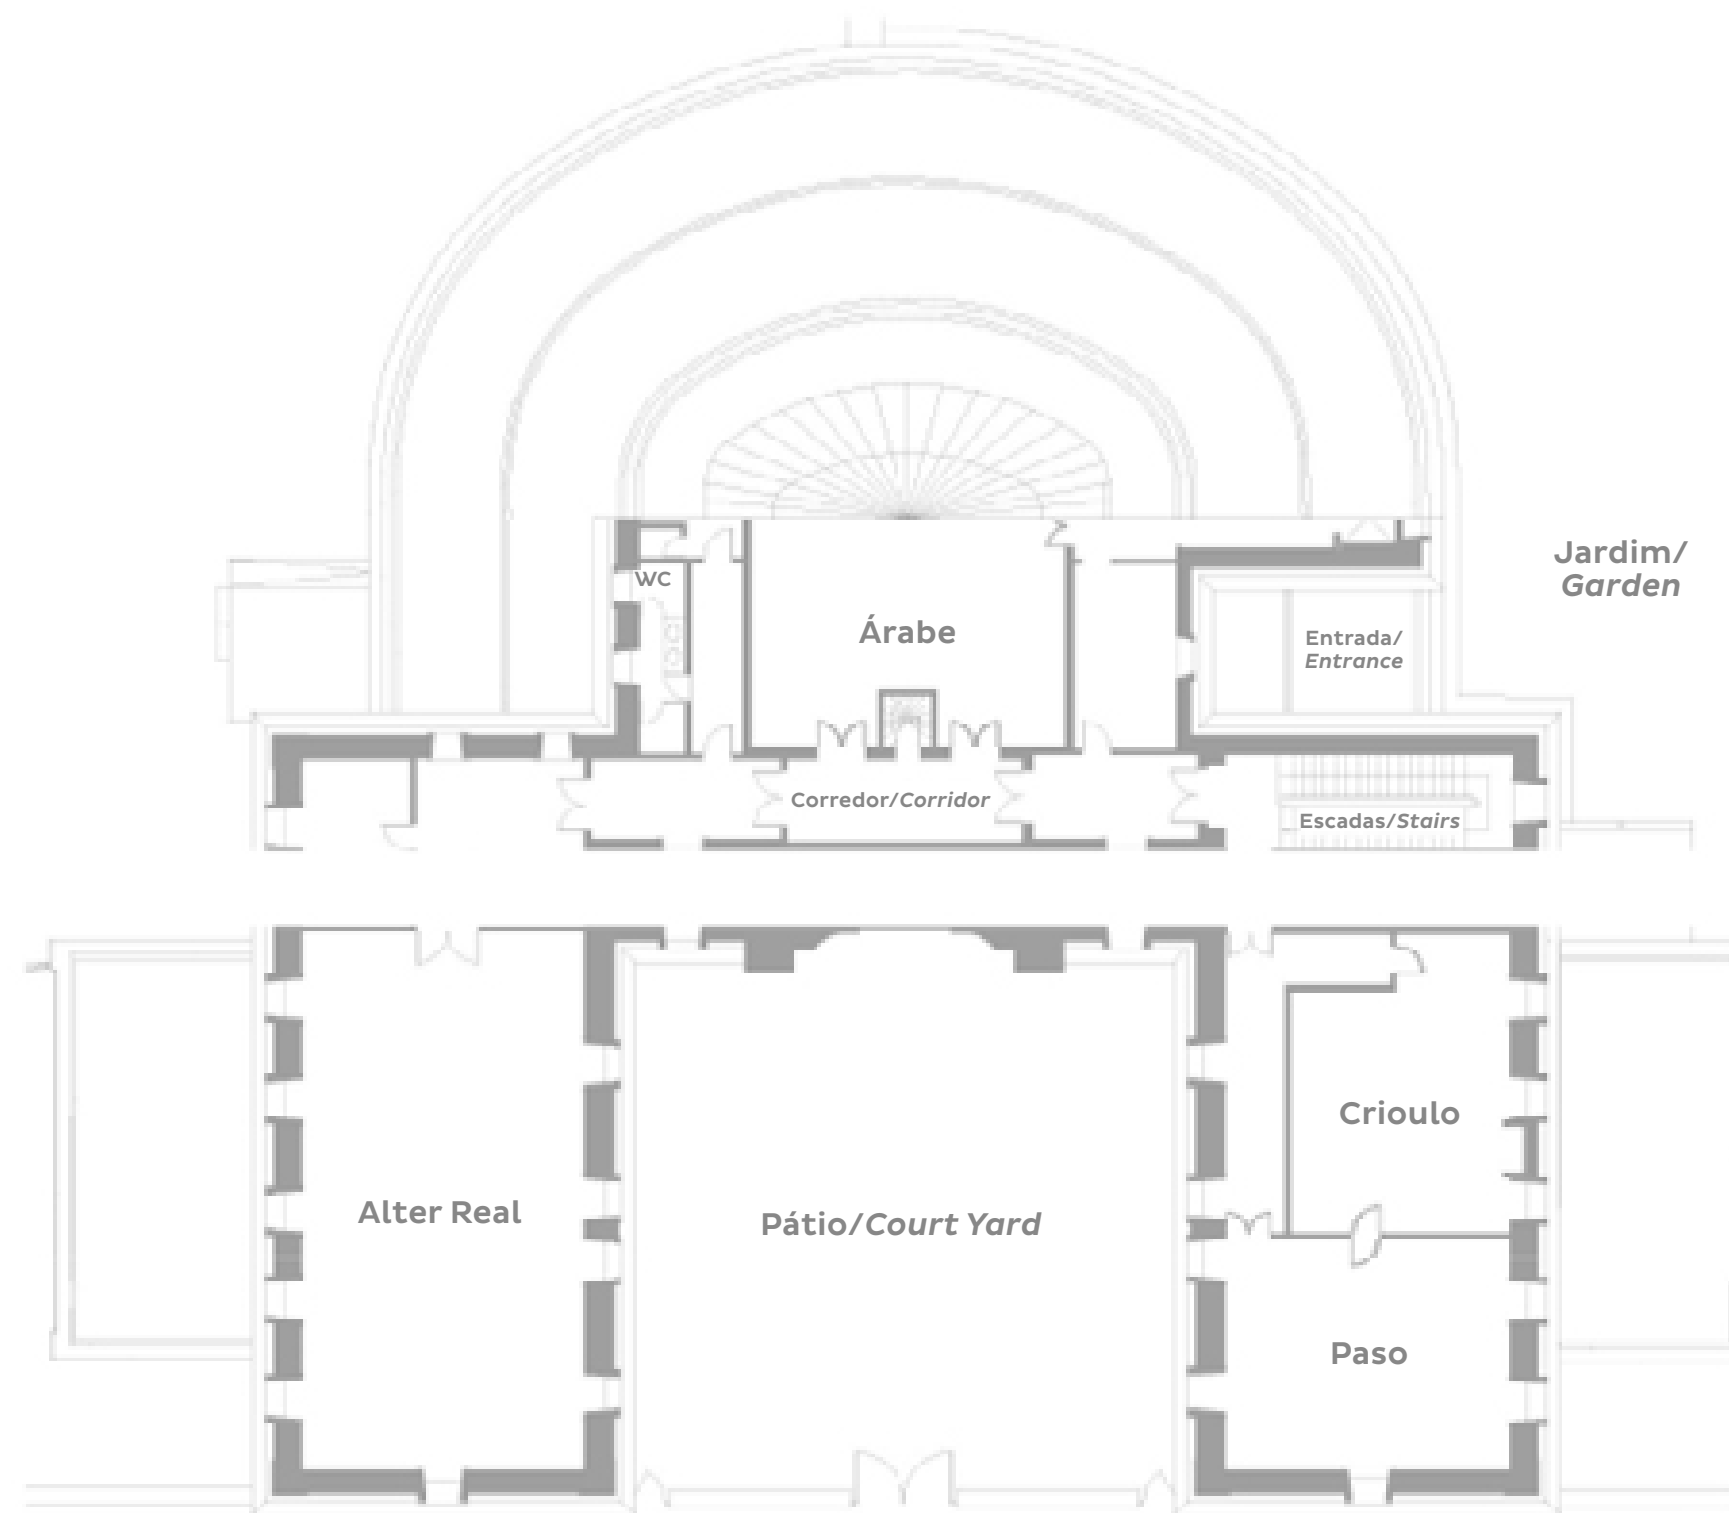 Jardim/
Garden
WC
Árabe
Entrada/
Entrance
Corredor/Corridor
Escadas/Stairs
Crioulo
Alter Real
Pátio/Court Yard
Paso